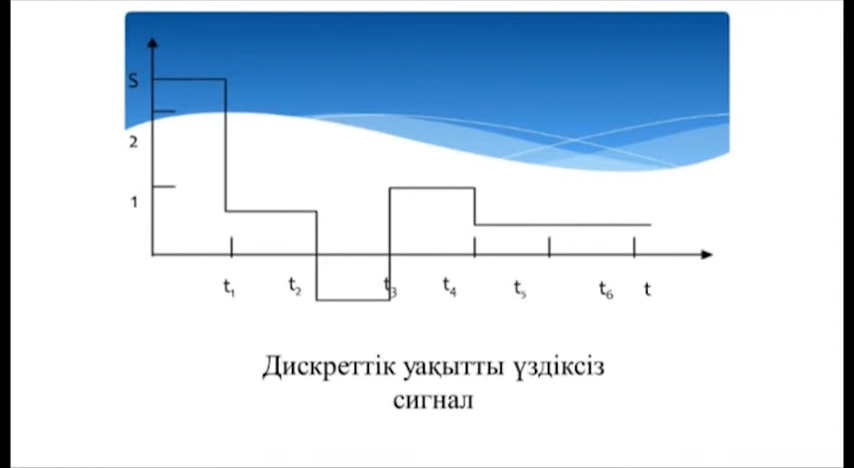 S
2
1
t₁ t₂ t₃ t₄ t₅ t₆ t
Дискреттік уақытты үздіксіз
сигнал